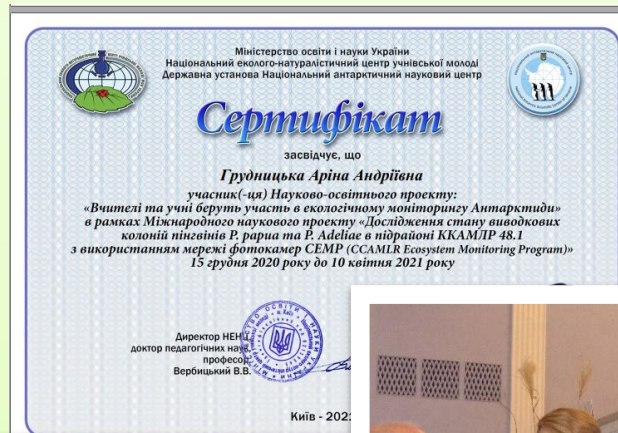 Міністерство освіти і науки України
Національний еколого-натуралістичний центр учнівської молоді
Державна установа Національний антарктичний науковий центр
Сертифікат
засвідчує, що
Грудницька Аріна Андріївна
учасник(-ця) Науково-освітнього проекту:
«Вчителі та учні беруть участь в екологічному моніторингу Антарктиди»
в рамках Міжнародного наукового проекту «Дослідження стану виводкових
колоній пінгвінів P. papua та P. Adeliae в підрайоні ККАМЛР 48.1
з використанням мережі фотокамер CEMP (CCAMLR Ecosystem Monitoring Program)»
15 грудня 2020 року до 10 квітня 2021 року
Директор
доктор педагогічних
професор
Вербицький В.В.
Київ -